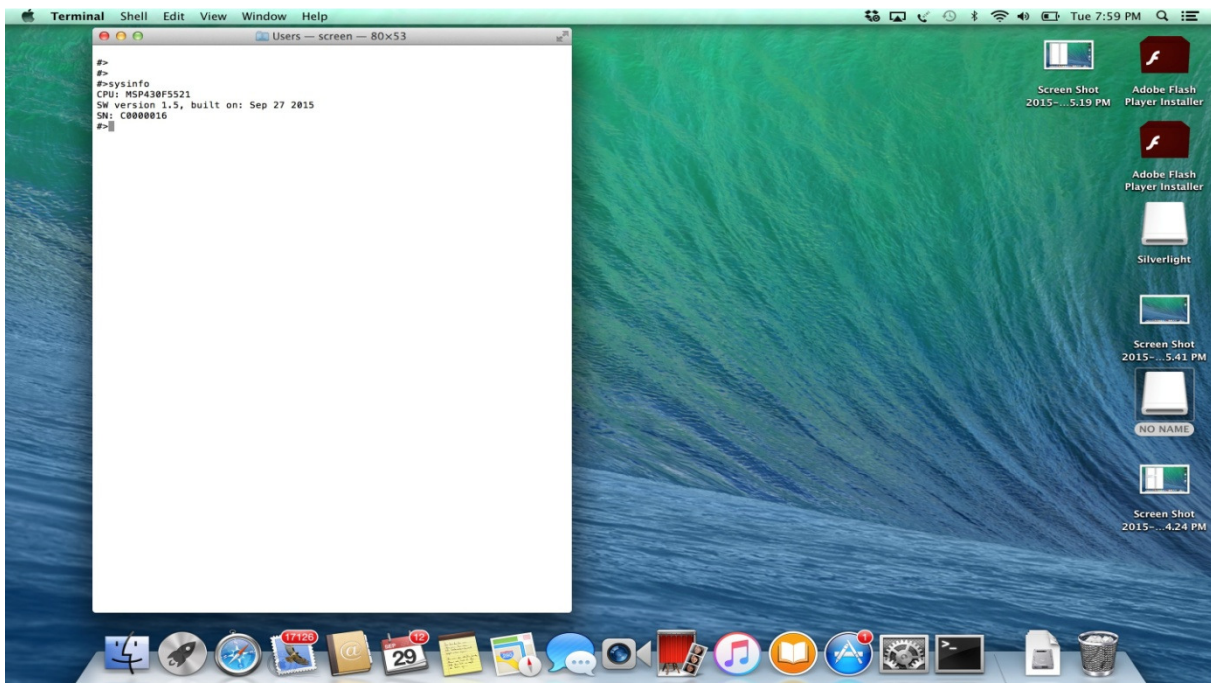 Terminal Shell Edit View Window Help
Tue 7:59 PM
Users — screen — 80×53
#>
#>
#>sysinfo
CPU: MSP430F5521
SW version 1.5, built on: Sep 27 2015
SN: C0000016
#>
Screen Shot
2015-...5.19 PM
Adobe Flash
Player Installer
Adobe Flash
Player Installer
Silverlight
Screen Shot
2015-...5.41 PM
NO NAME
Screen Shot
2015-...4.24 PM
17126
@
SEP
12
29
1
>_